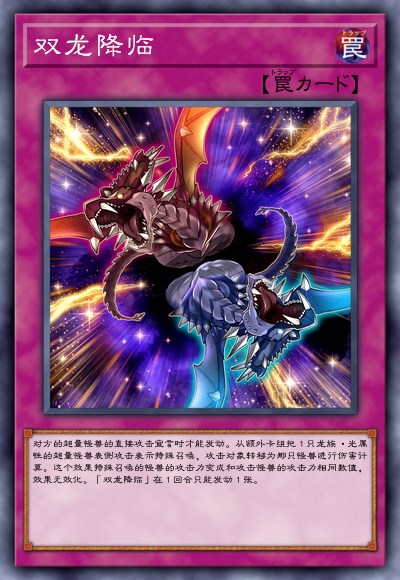 双龙降临
トラップ
罠
トラップ
【罠カード】
对方的超量怪兽的直接攻击宣言时才能发动。从额外卡组把1只龙族·光属
性的超量怪兽表侧攻击表示特殊召唤，攻击对象转移为那只怪兽进行伤害计
算。这个效果特殊召唤的怪兽的攻击力变成和攻击怪兽的攻击力相同数值，
效果无效化。「双龙降临」在1回合只能发动1张。